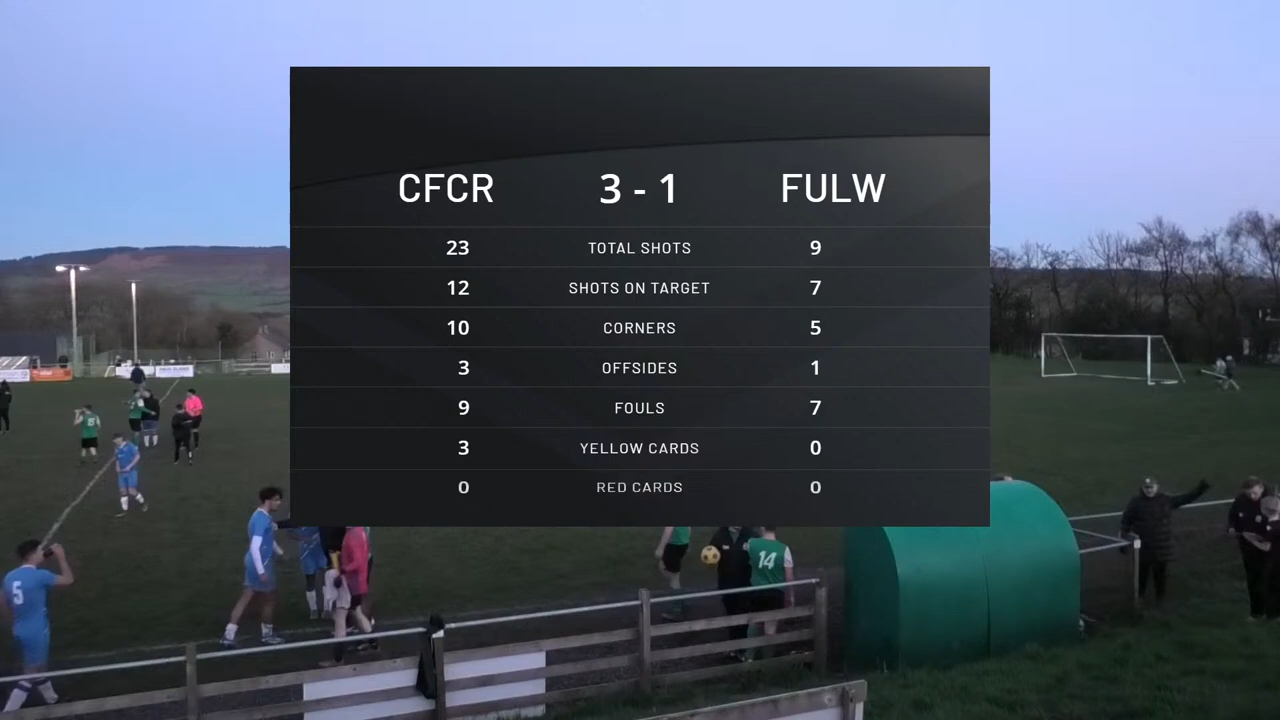 CFCR 3 - 1 FULW
23 TOTAL SHOTS 9
12 SHOTS ON TARGET 7
10 CORNERS 5
3 OFFSIDES 1
9 FOULS 7
3 YELLOW CARDS 0
0 RED CARDS 0
5
14